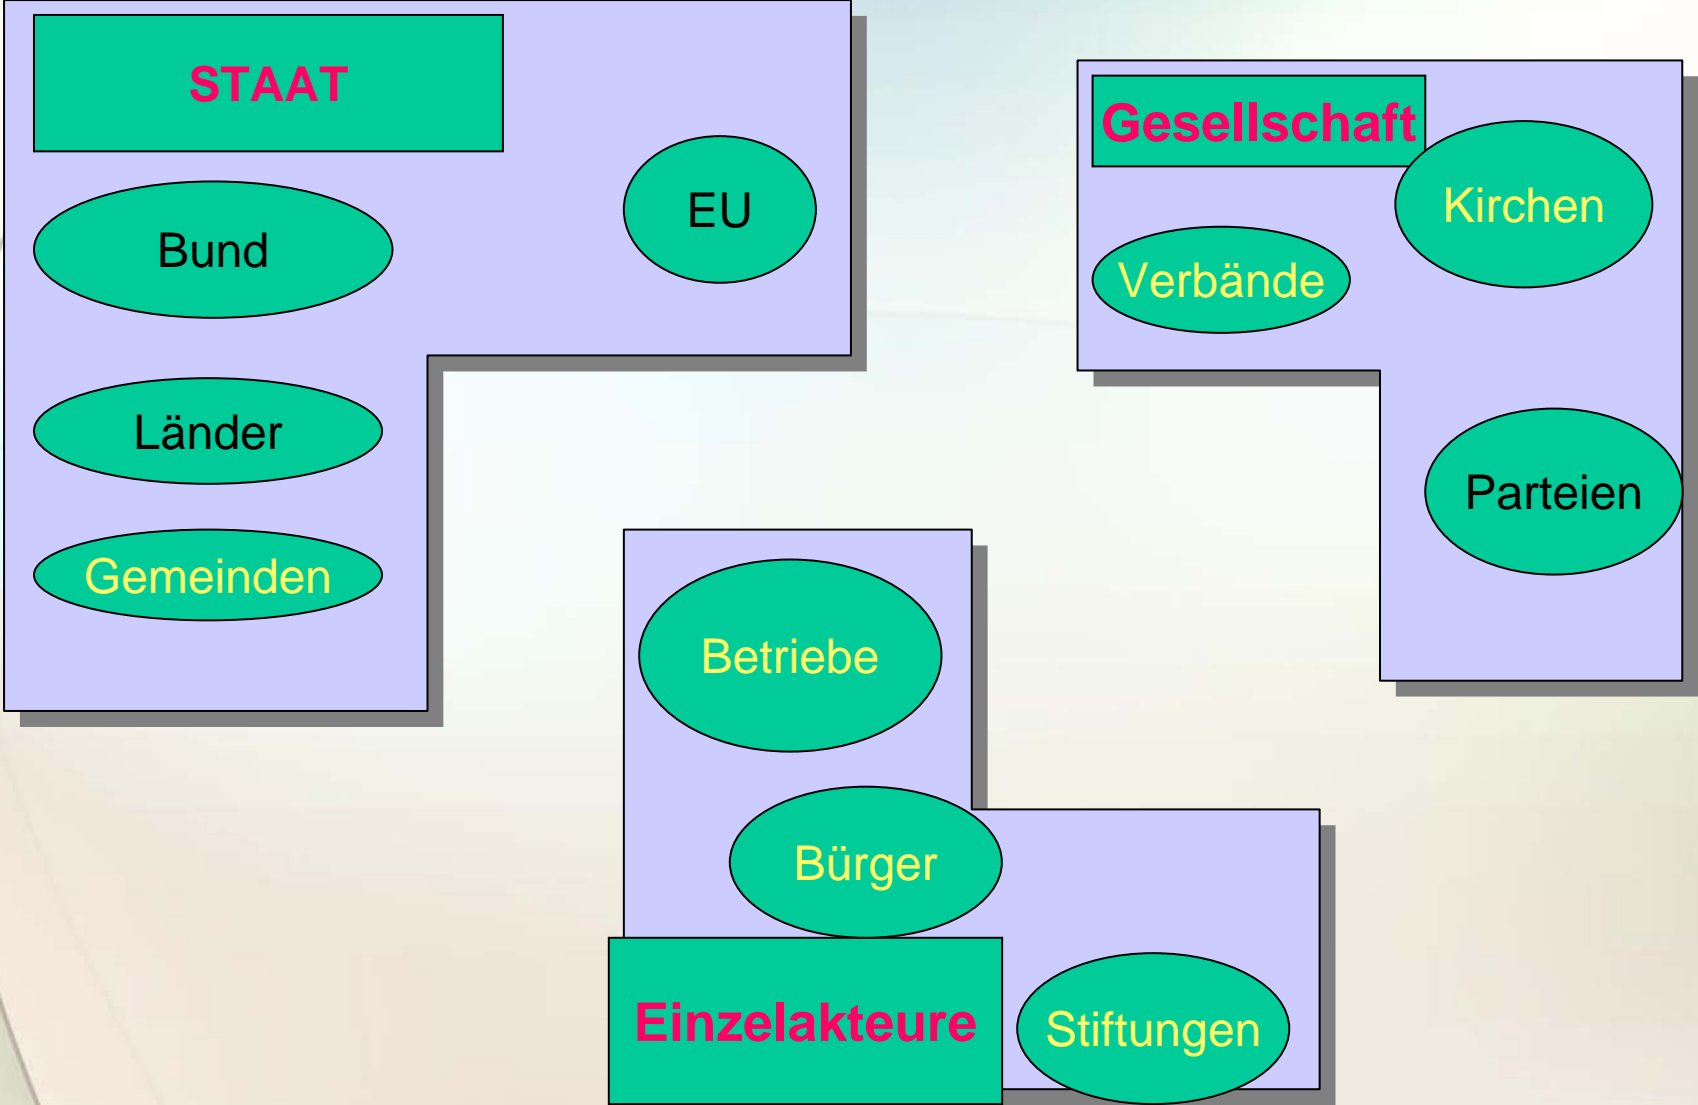 STAAT
EU
Bund
Länder
Gemeinden
Gesellschaft
Kirchen
Verbände
Parteien
Betriebe
Bürger
Einzelakteure
Stiftungen